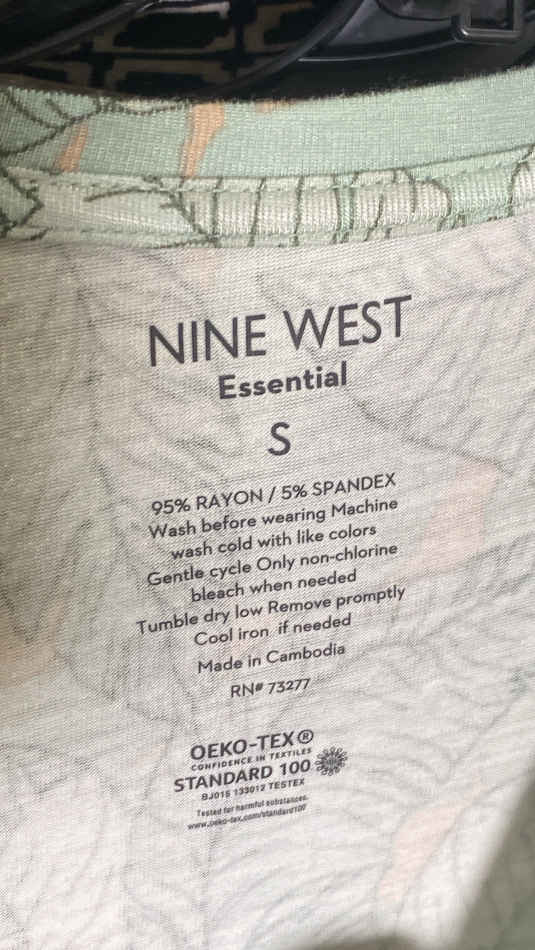 NINE WEST
Essential
S
95% RAYON / 5% SPANDEX
Wash before wearing Machine
wash cold with like colors
Gentle cycle Only non-chlorine
bleach when needed
Tumble dry low Remove promptly
Cool iron if needed
Made in Cambodia
RN# 73277
OEKO-TEX®
CONFIDENCE IN TEXTILES
STANDARD 100
BJ015 133012 TESTEX
Tested for harmful substances.
www.oeko-tex.com/standard100